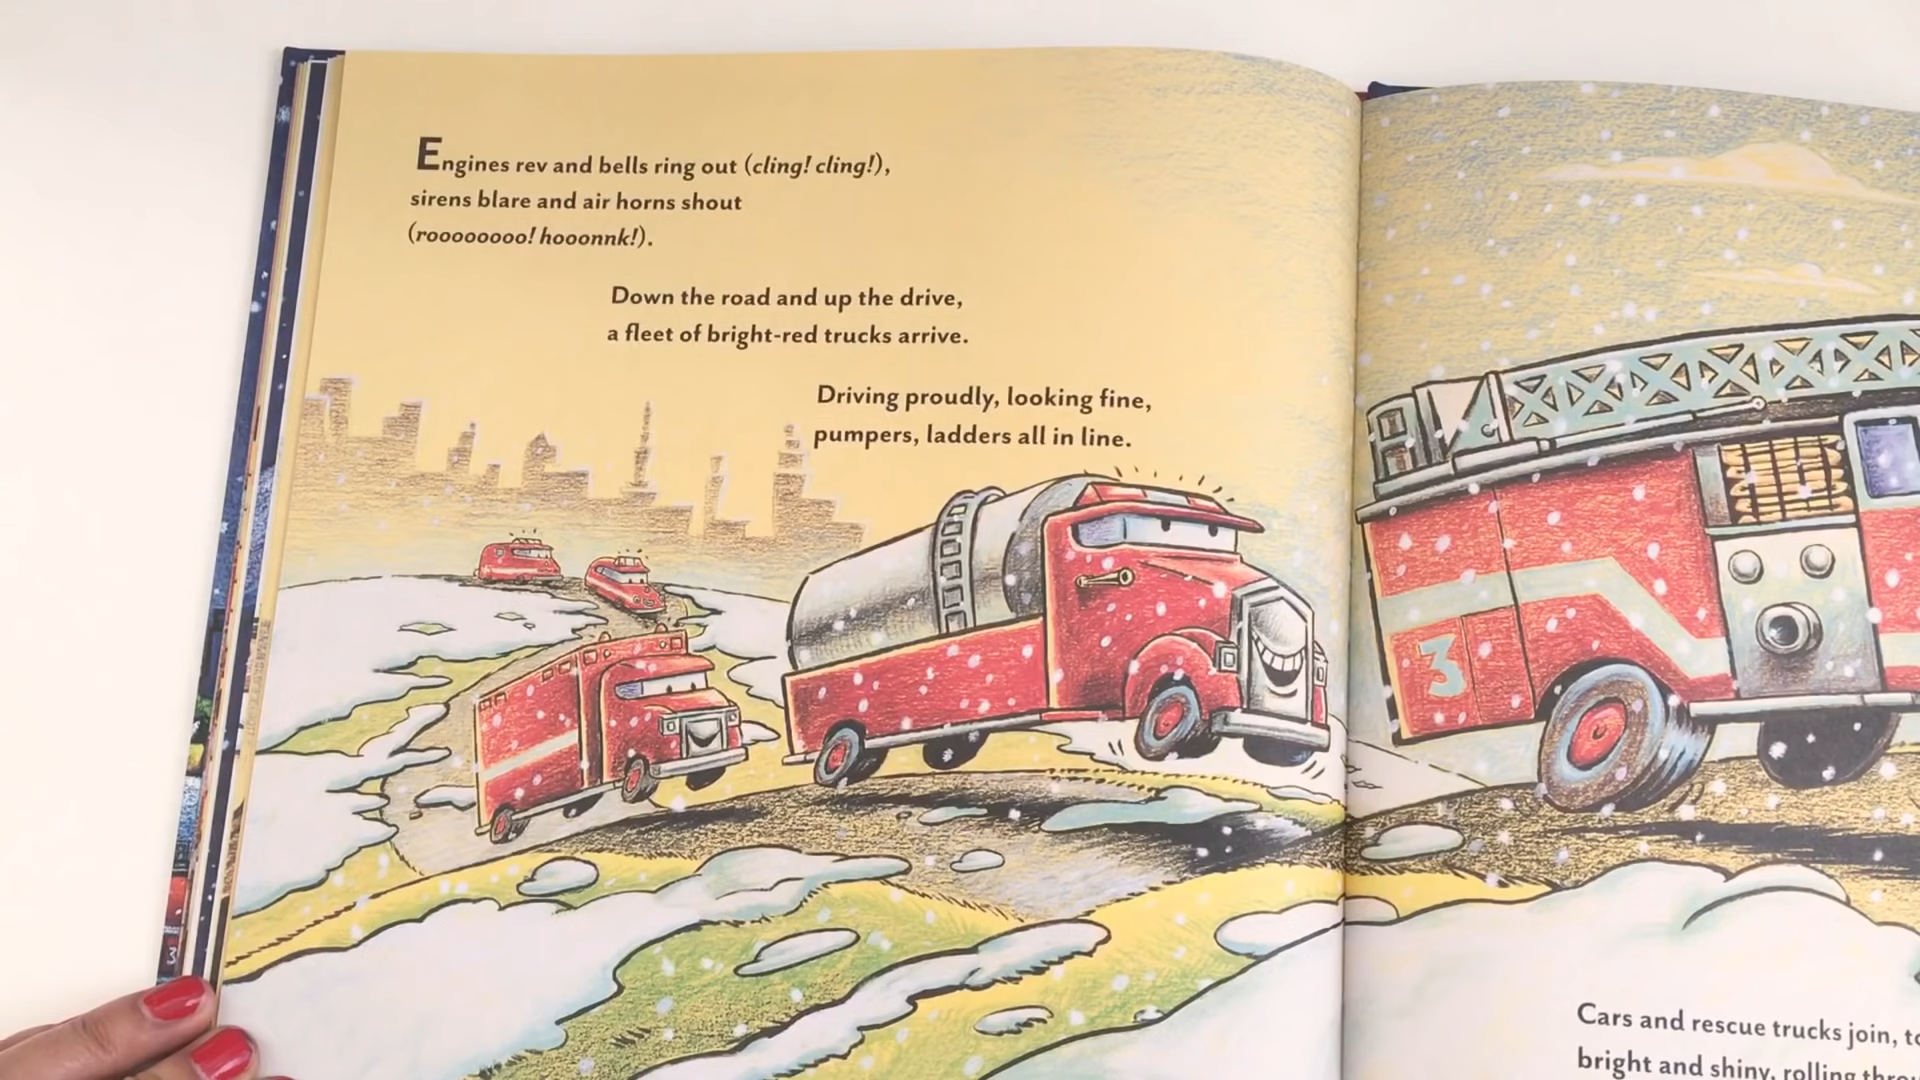 Engines rev and bells ring out (cling! cling!),
sirens blare and air horns shout
(roooooooo! hooonnk!).
Down the road and up the drive,
a fleet of bright-red trucks arrive.
Driving proudly, looking fine,
pumpers, ladders all in line.
3
3
Cars and rescue trucks join, 
bright and shiny, rolling